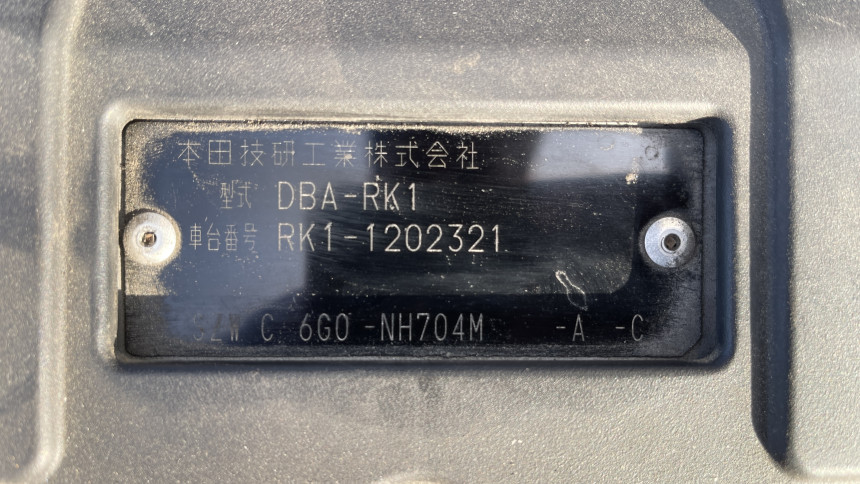 本田技研工業株式会社
型式 DBA-RK1
車台番号 RK1-1202321
SZW C 6G0 -NH704M -A -C